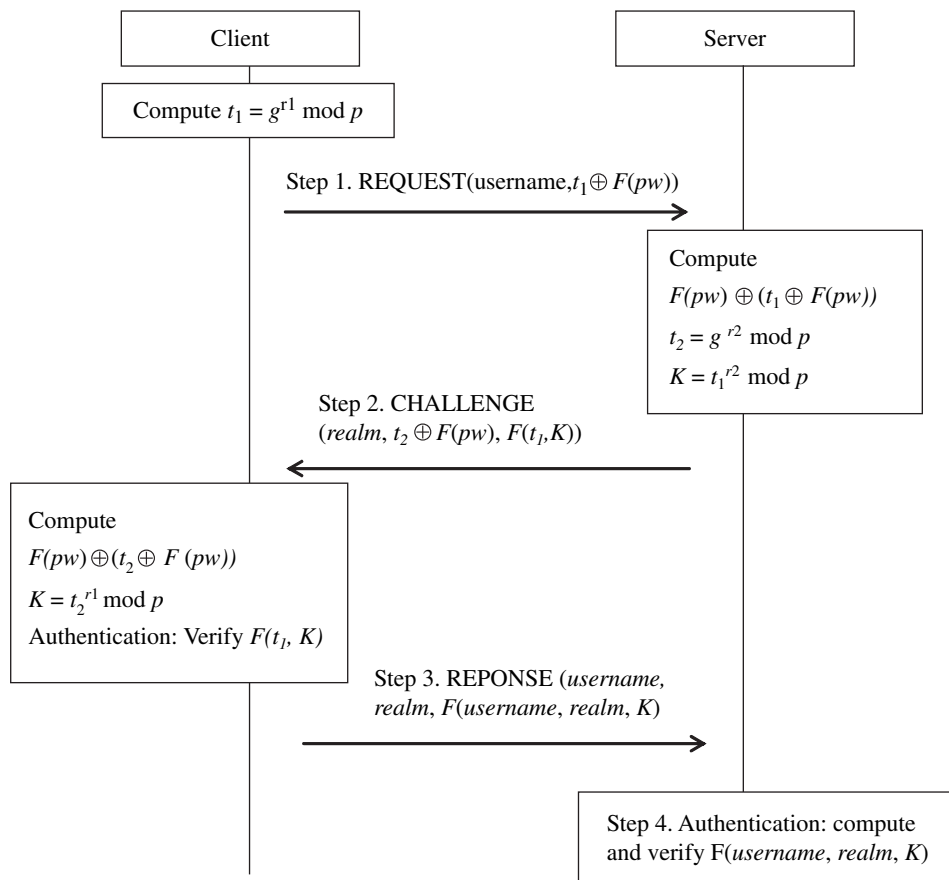 Client
Server
Compute t₁ = gʳ¹ mod p
Step 1. REQUEST(username,t₁ ⊕ F(pw))
Compute
F(pw) ⊕ (t₁ ⊕ F(pw))
t₂ = g ʳ² mod p
K = t₁ʳ² mod p
Step 2. CHALLENGE
(realm, t₂ ⊕ F(pw), F(t₁,K))
Compute
F(pw) ⊕ (t₂ ⊕ F (pw))
K = t₂ʳ¹ mod p
Authentication: Verify F(t₁, K)
Step 3. REPONSE (username,
realm, F(username, realm, K)
Step 4. Authentication: compute
and verify F(username, realm, K)